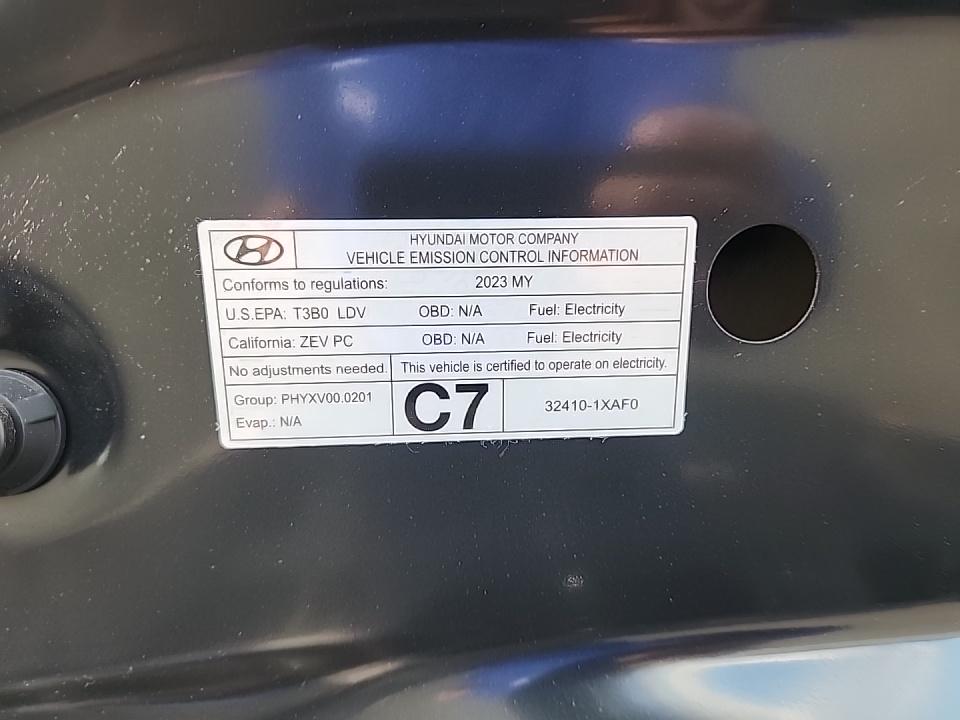 HYUNDAI MOTOR COMPANY
VEHICLE EMISSION CONTROL INFORMATION
Conforms to regulations: 2023 MY
U.S.EPA: T3B0 LDV OBD: N/A Fuel: Electricity
California: ZEV PC OBD: N/A Fuel: Electricity
No adjustments needed. This vehicle is certified to operate on electricity.
Group: PHYXV00.0201
Evap.: N/A
C7
32410-1XAF0